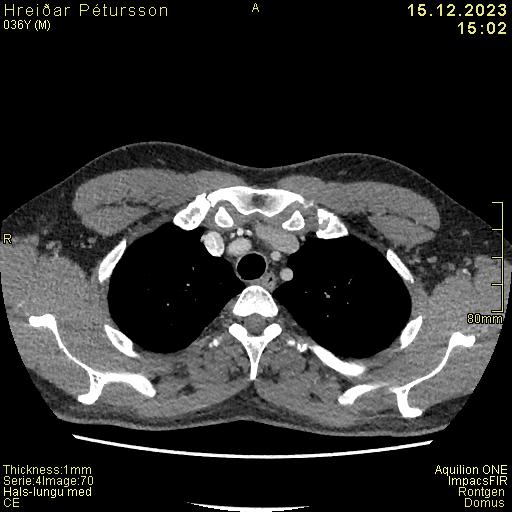 Hreiðar Pétursson
036Y (M)
A
15.12.2023
15:02
R
80mm
Thickness:1mm
Serie:4Image:70
Hals-lungu med
CE
Aquilion ONE
ImpacsFIR
Rontgen
Domus